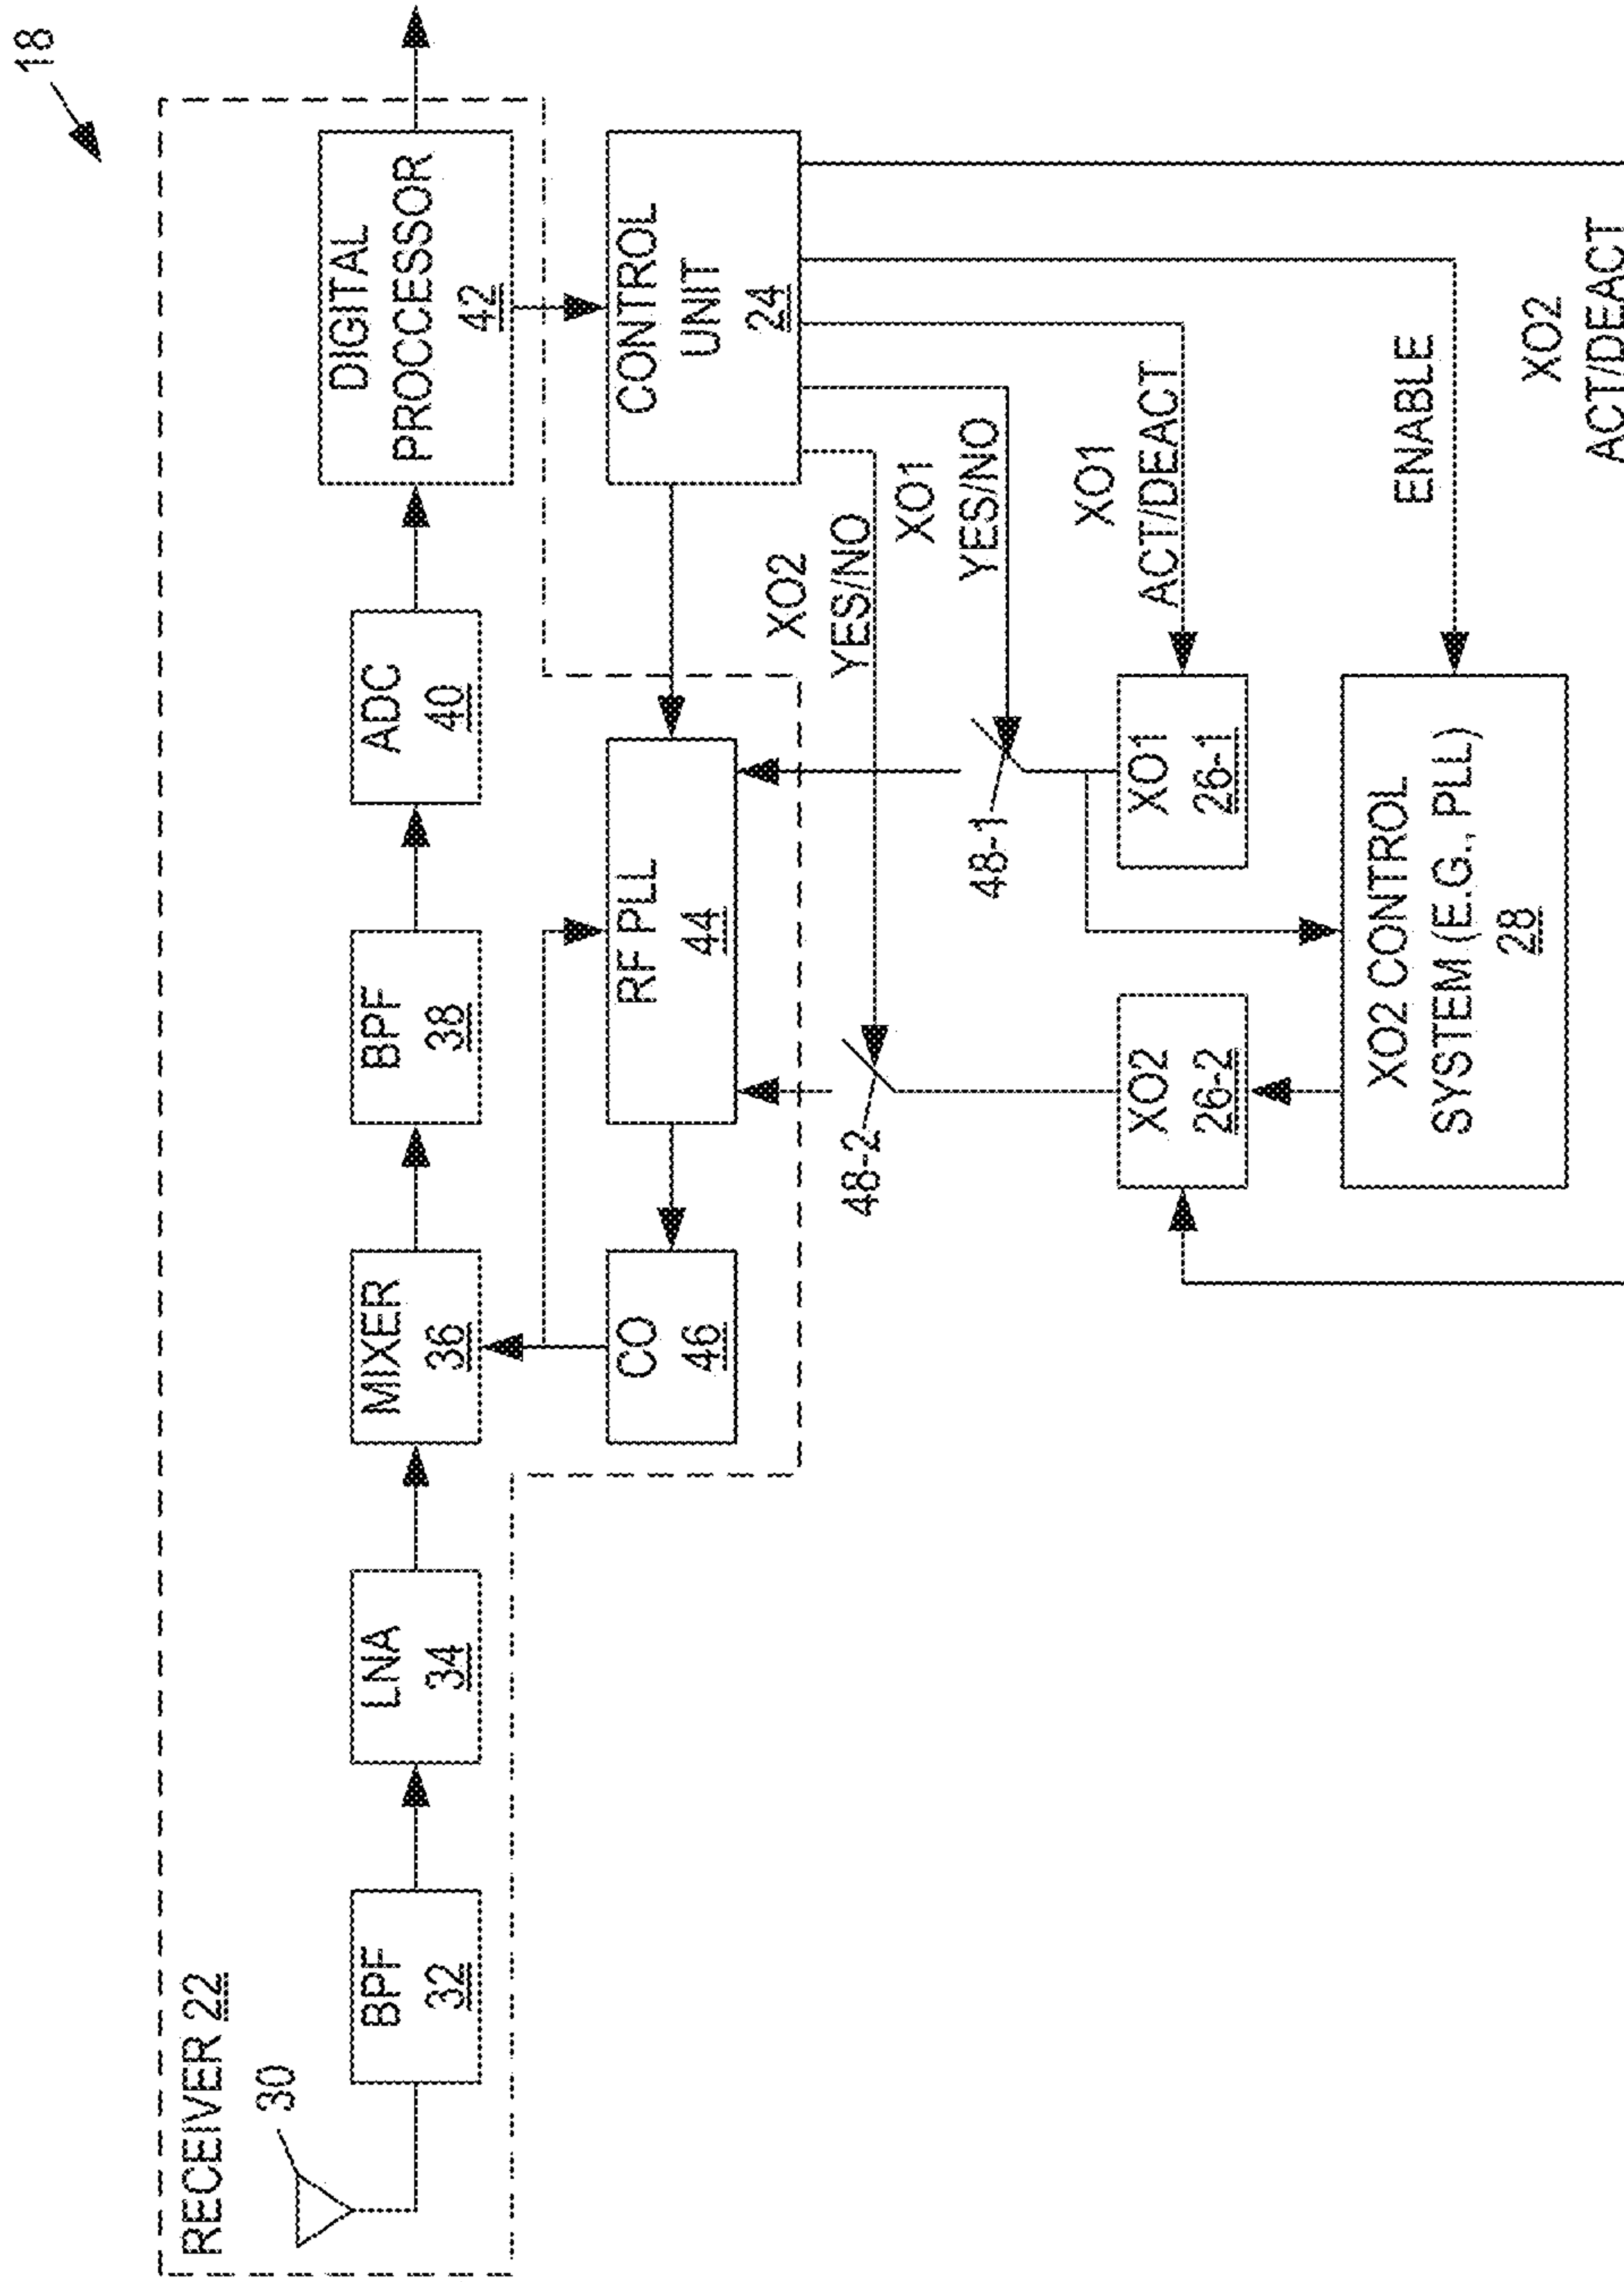 18
RECEIVER 22
30
BPF
32
LNA
34
MIXER
36
BPF
38
ADC
40
DIGITAL
PROCCESSOR
42
CO
46
RF PLL
44
CONTROL
UNIT
24
XO2
YES/NO
48-2
XO1
YES/NO
48-1
XO1
ACT/DEACT
XO2
26-2
XO1
26-1
XO2 CONTROL
SYSTEM (E.G., PLL)
28
ENABLE
XO2
ACT/DEACT